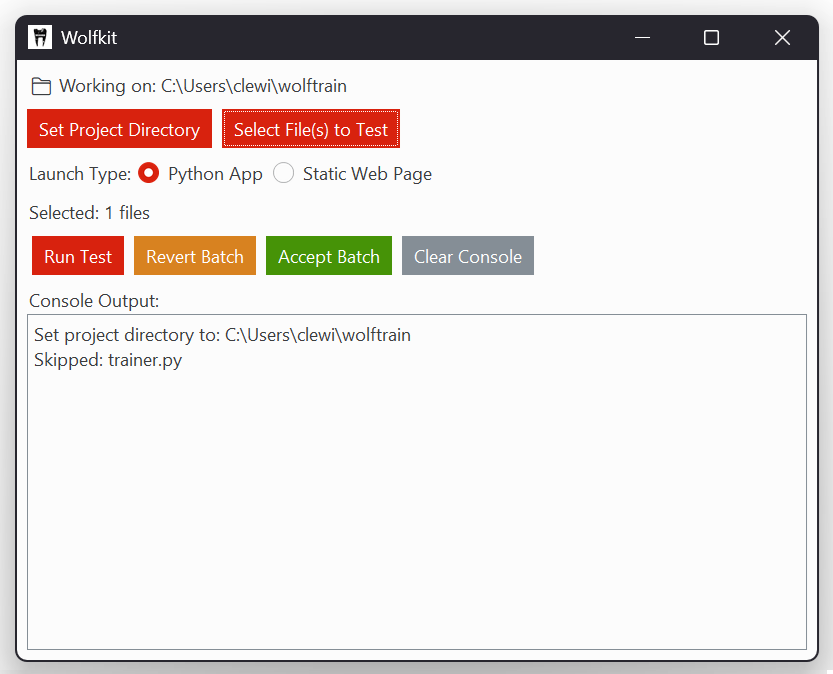 Wolfkit
Working on: C:\Users\clewi\wolftrain
Set Project Directory Select File(s) to Test
Launch Type: Python App Static Web Page
Selected: 1 files
Run Test Revert Batch Accept Batch Clear Console
Console Output:
Set project directory to: C:\Users\clewi\wolftrain
Skipped: trainer.py